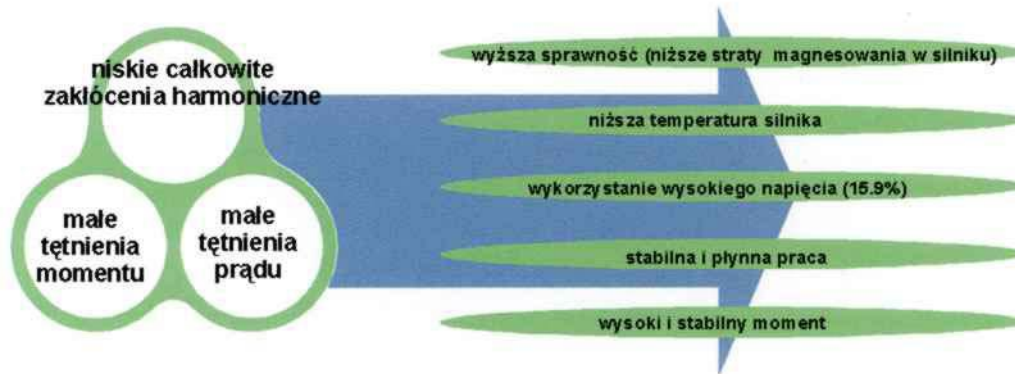 niskie całkowite
zakłócenia harmoniczne
małe
tętnienia
momentu
małe
tętnienia
prądu
wyższa sprawność (niższe straty magnesowania w silniku)
niższa temperatura silnika
wykorzystanie wysokiego napięcia (15.9%)
stabilna i płynna praca
wysoki i stabilny moment